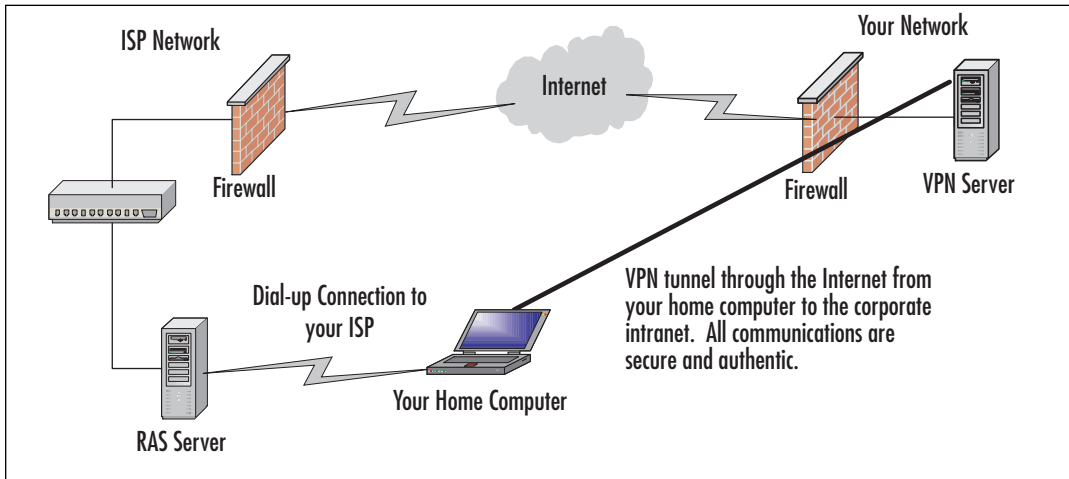 ISP Network
Your Network
Internet
Firewall
Firewall
VPN Server
Dial-up Connection to
your ISP
VPN tunnel through the Internet from
your home computer to the corporate
intranet. All communications are
secure and authentic.
Your Home Computer
RAS Server